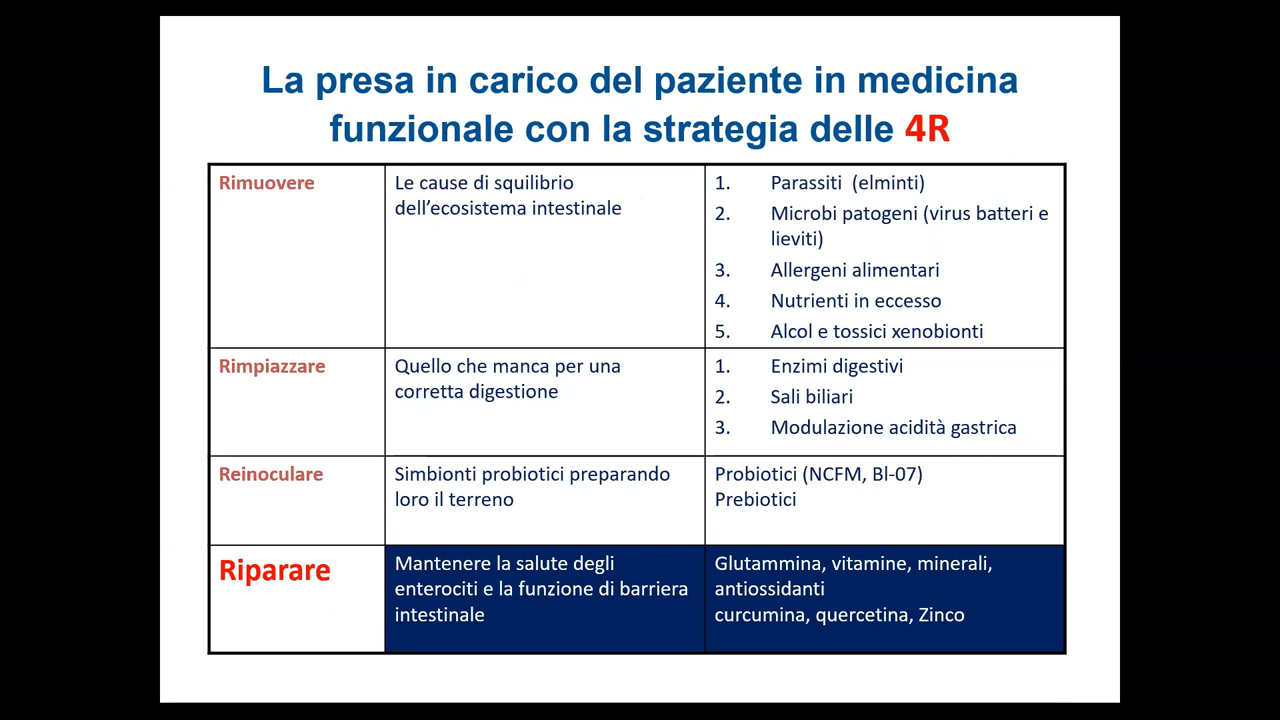 La presa in carico del paziente in medicina
funzionale con la strategia delle 4R
Rimuovere
Le cause di squilibrio
dell'ecosistema intestinale
1. Parassiti (elminti)
2. Microbi patogeni (virus batteri e
lieviti)
3. Allergeni alimentari
4. Nutrienti in eccesso
5. Alcol e tossici xenobionti
Rimpiazzare
Quello che manca per una
corretta digestione
1. Enzimi digestivi
2. Sali biliari
3. Modulazione acidità gastrica
Reinoculare
Simbionti probiotici preparando
loro il terreno
Probiotici (NCFM, Bl-07)
Prebiotici
Riparare
Mantenere la salute degli
enterociti e la funzione di barriera
intestinale
Glutammina, vitamine, minerali,
antiossidanti
curcumina, quercetina, Zinco